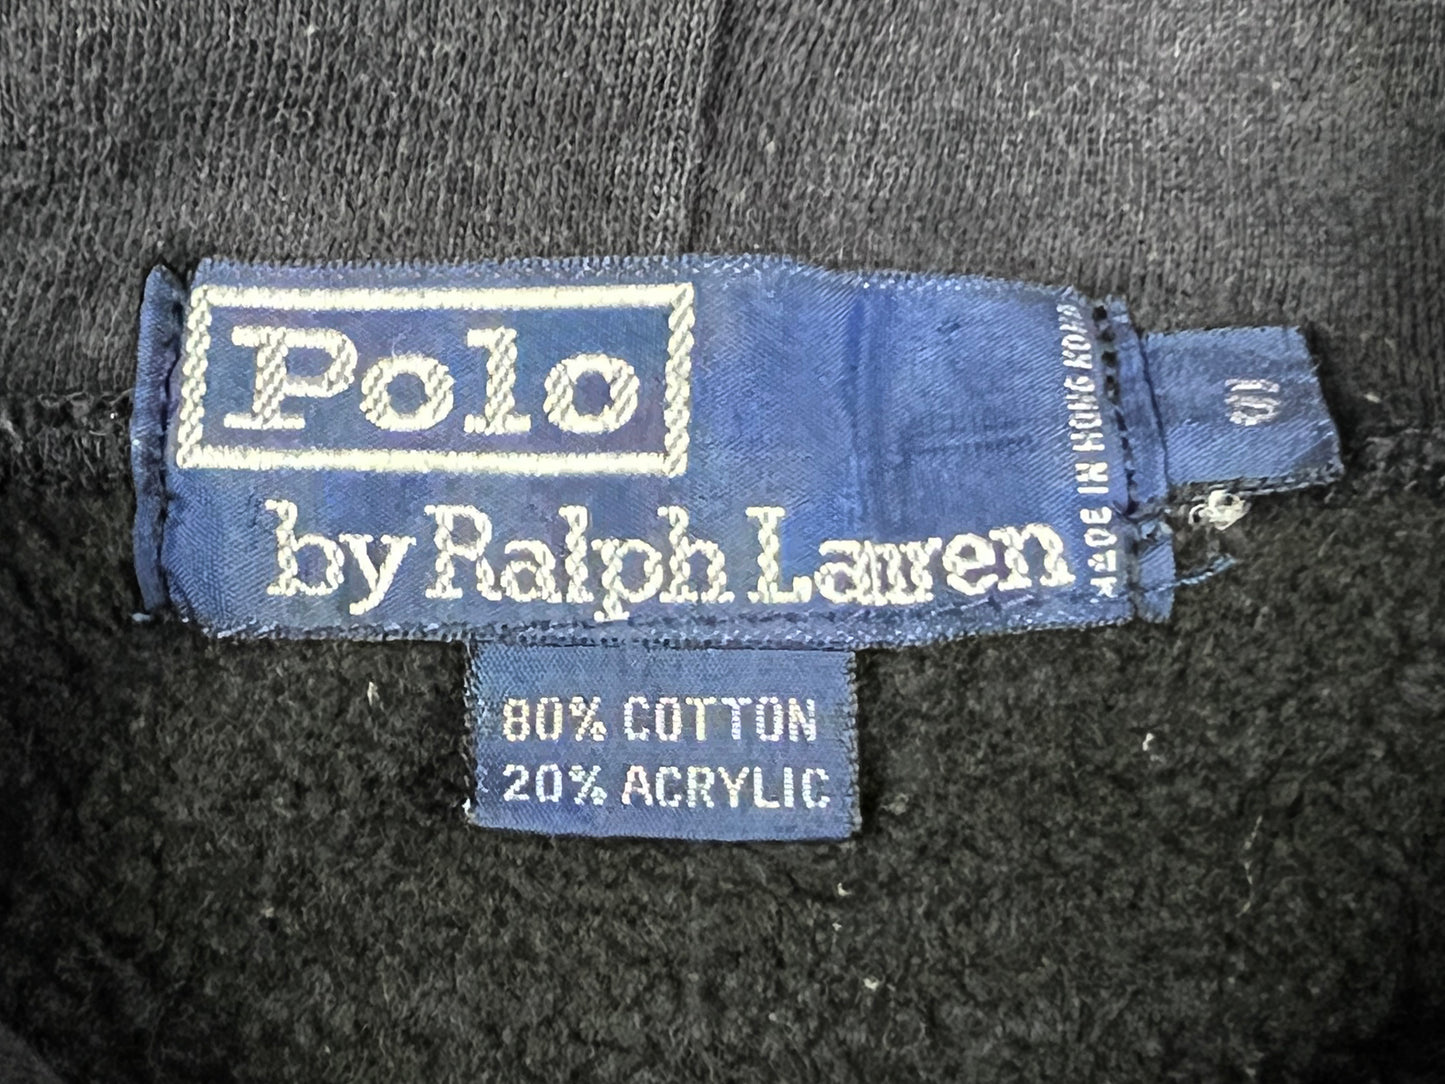 Polo
by Ralph Lauren
MADE IN HONG KONG
80% COTTON
20% ACRYLIC